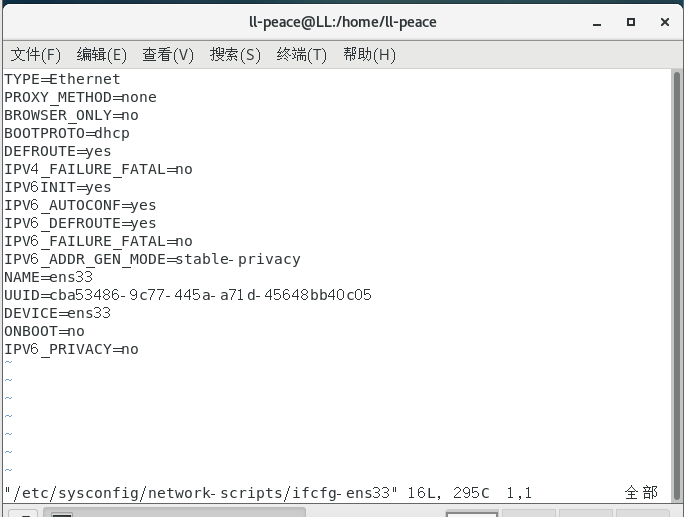 ll-peace@LL:/home/ll-peace
文件(F) 编辑(E) 查看(V) 搜索(S) 终端(T) 帮助(H)
TYPE=Ethernet
PROXY_METHOD=none
BROWSER_ONLY=no
BOOTPROTO=dhcp
DEFROUTE=yes
IPV4_FAILURE_FATAL=no
IPV6INIT=yes
IPV6_AUTOCONF=yes
IPV6_DEFROUTE=yes
IPV6_FAILURE_FATAL=no
IPV6_ADDR_GEN_MODE=stable-privacy
NAME=ens33
UUID=cba53486-9c77-445a-a71d-45648bb40c05
DEVICE=ens33
ONBOOT=no
IPV6_PRIVACY=no
~
~
~
~
~
~
~
"/etc/sysconfig/network-scripts/ifcfg-ens33" 16L, 295C 1,1 全部